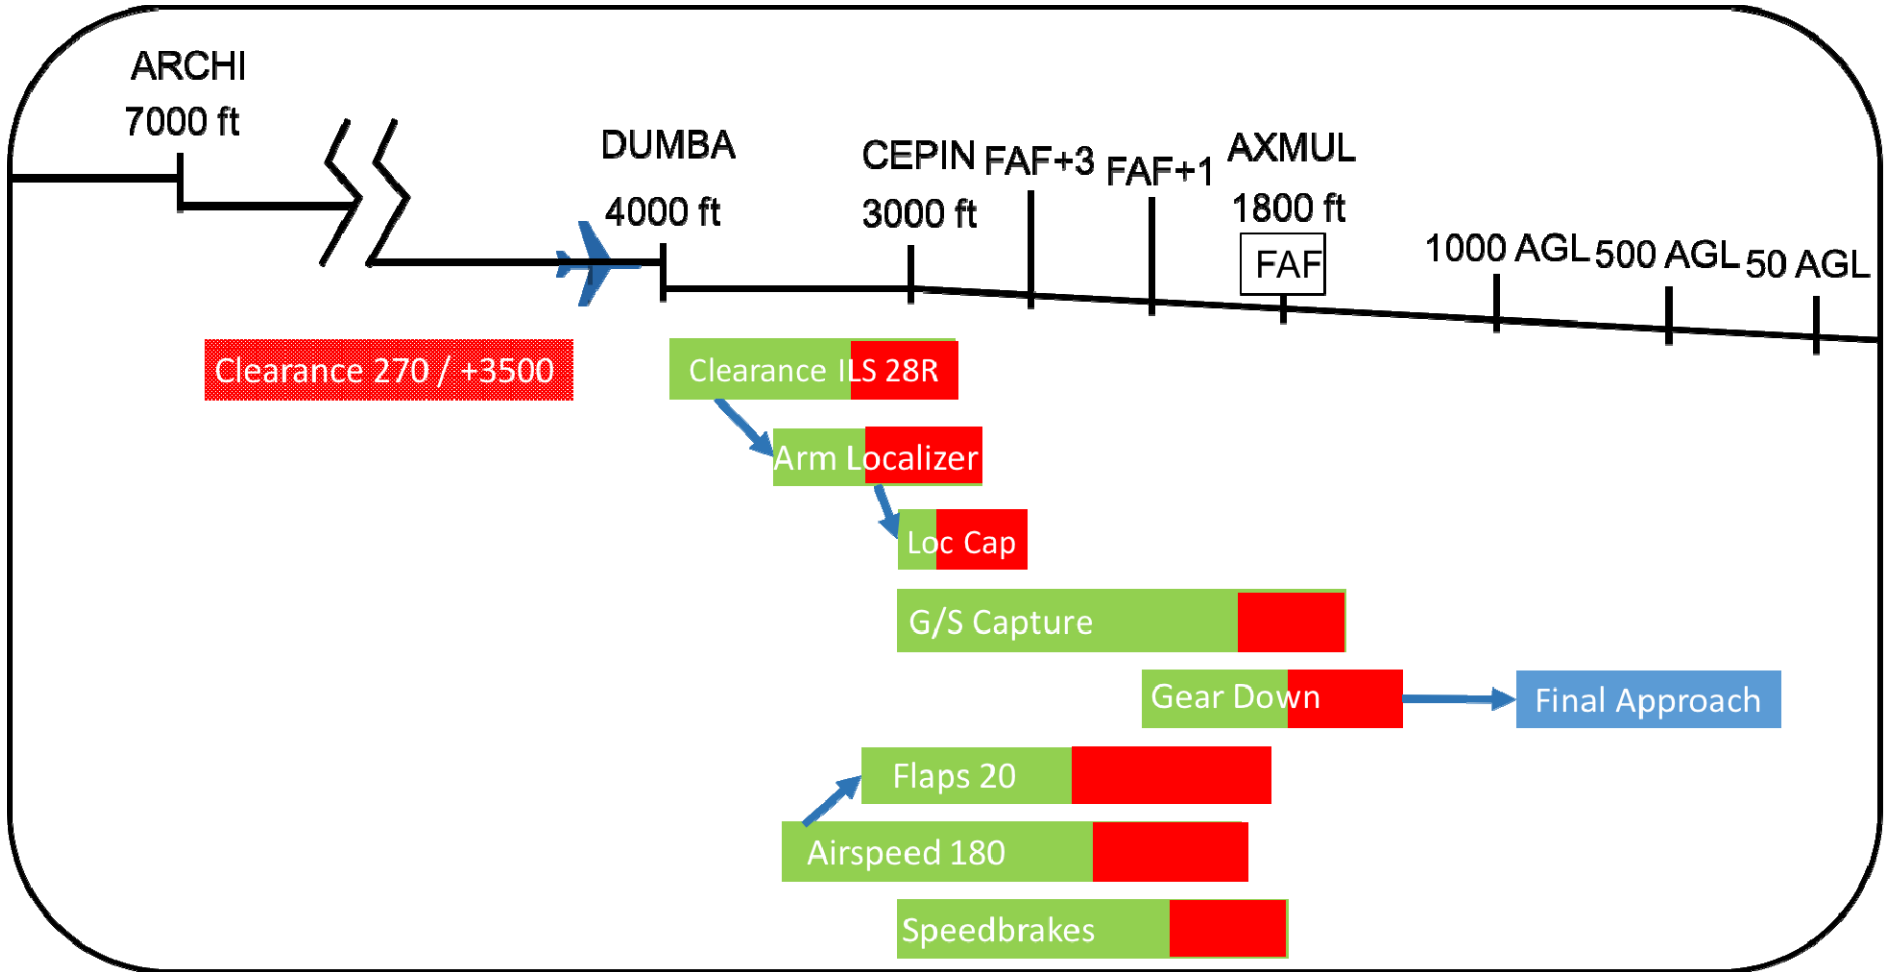 ARCHI
7000 ft
DUMBA
4000 ft
CEPIN
3000 ft
FAF+3
FAF+1
AXMUL
1800 ft
FAF
1000 AGL
500 AGL
50 AGL
Clearance 270 / +3500
Clearance ILS 28R
Arm Localizer
Loc Cap
G/S Capture
Gear Down
Final Approach
Flaps 20
Airspeed 180
Speedbrakes